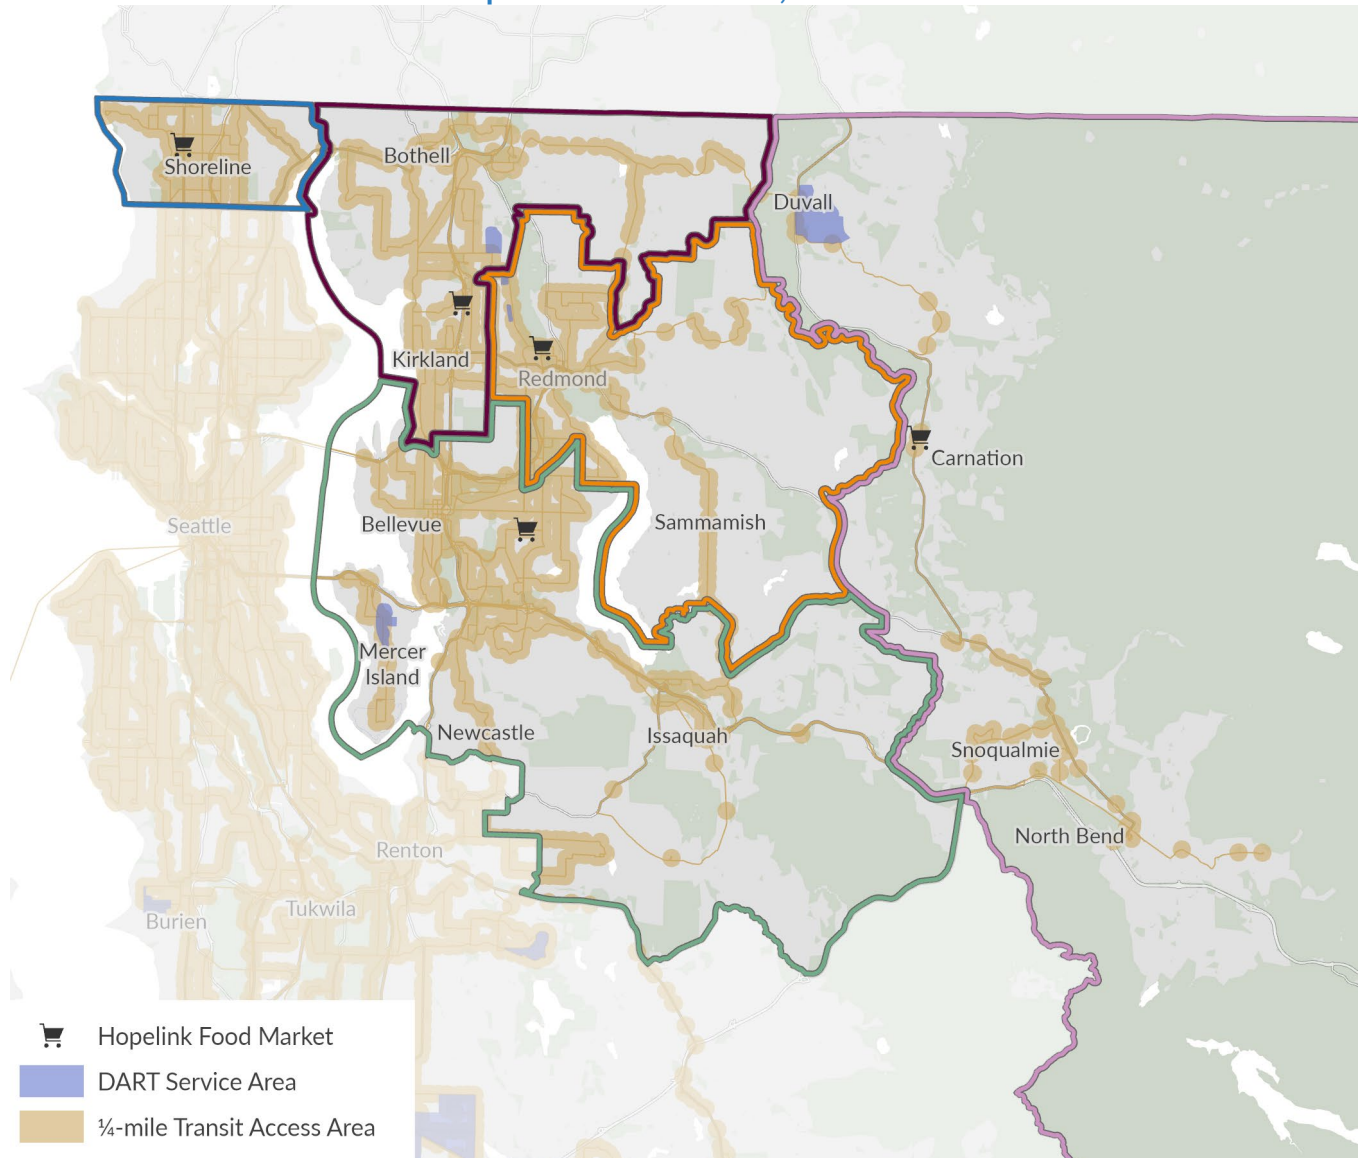 Shoreline
Bothell
Duvall
Kirkland
Redmond
Carnation
Seattle
Bellevue
Sammamish
Mercer
Island
Newcastle
Issaquah
Snoqualmie
North Bend
Renton
Tukwila
Burien
Hopelink Food Market
DART Service Area
¼-mile Transit Access Area